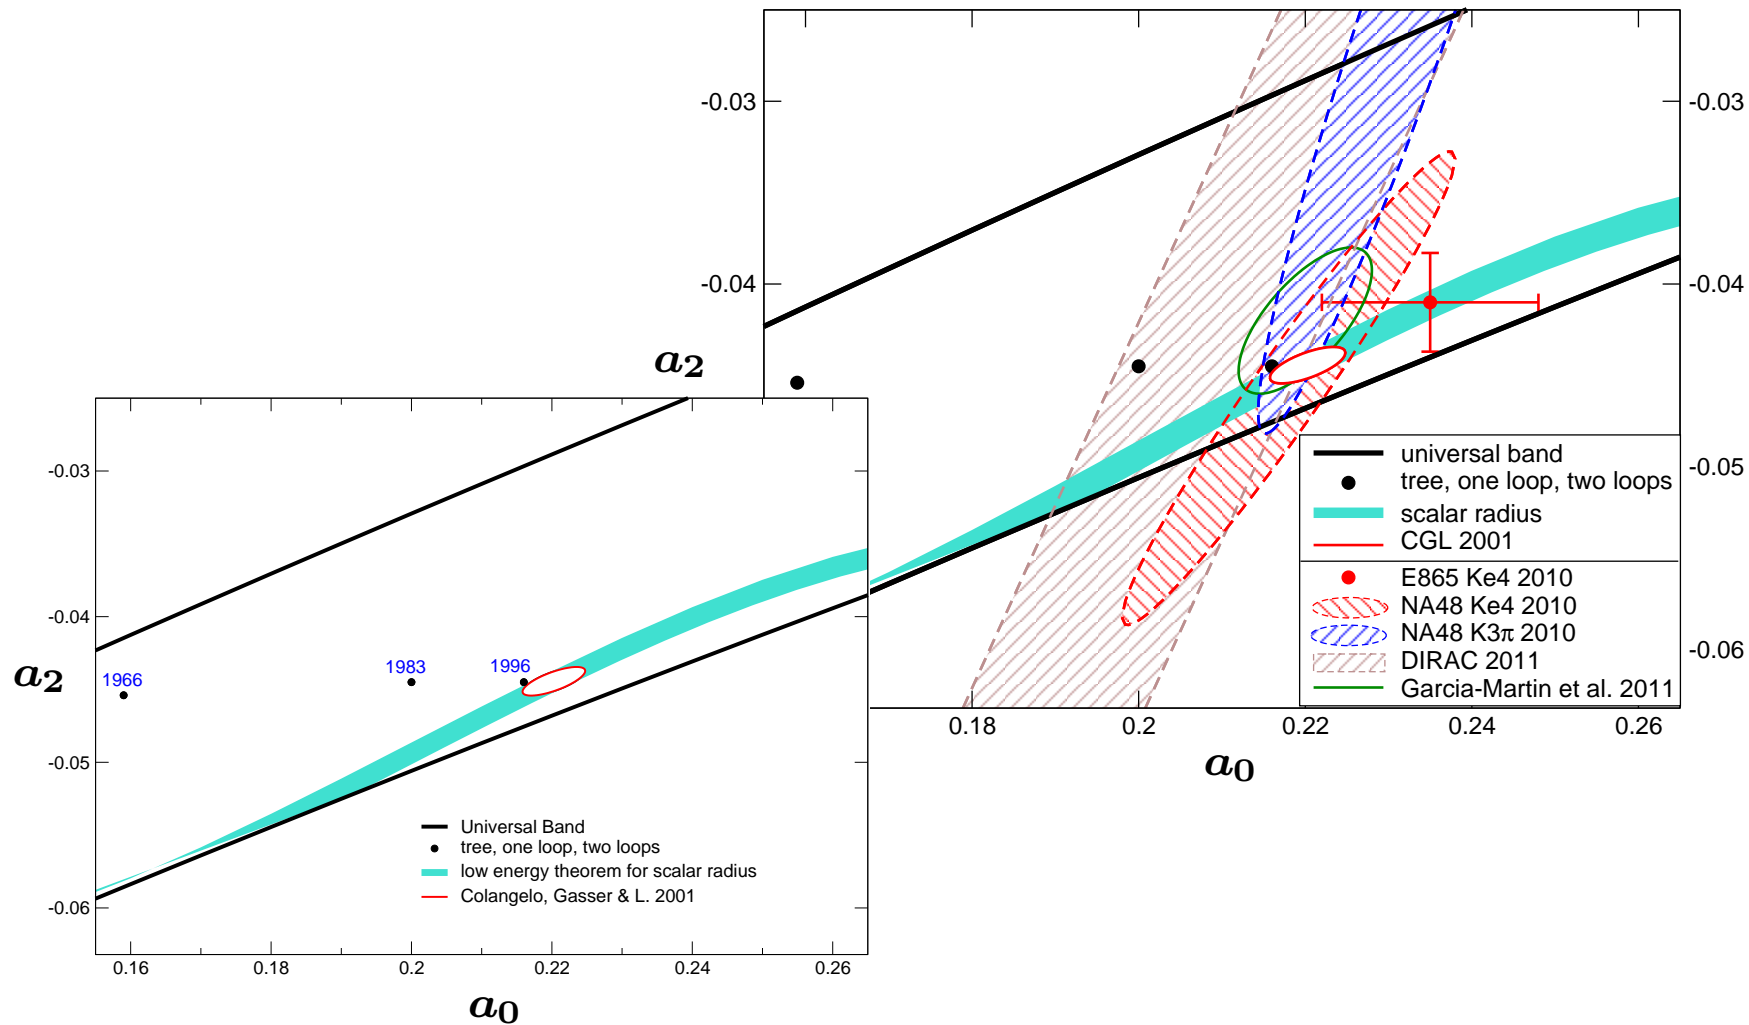 -0.03
-0.03
-0.04
-0.04
a2
-0.05
-0.06
universal band
tree, one loop, two loops
scalar radius
CGL 2001
E865 Ke4 2010
NA48 Ke4 2010
NA48 K3π 2010
DIRAC 2011
Garcia-Martin et al. 2011
0.18
0.2
0.22
0.24
0.26
a0
-0.03
-0.04
a2
-0.05
-0.06
1966
1983
1996
Universal Band
tree, one loop, two loops
low energy theorem for scalar radius
Colangelo, Gasser & L. 2001
0.16
0.18
0.2
0.22
0.24
0.26
a0